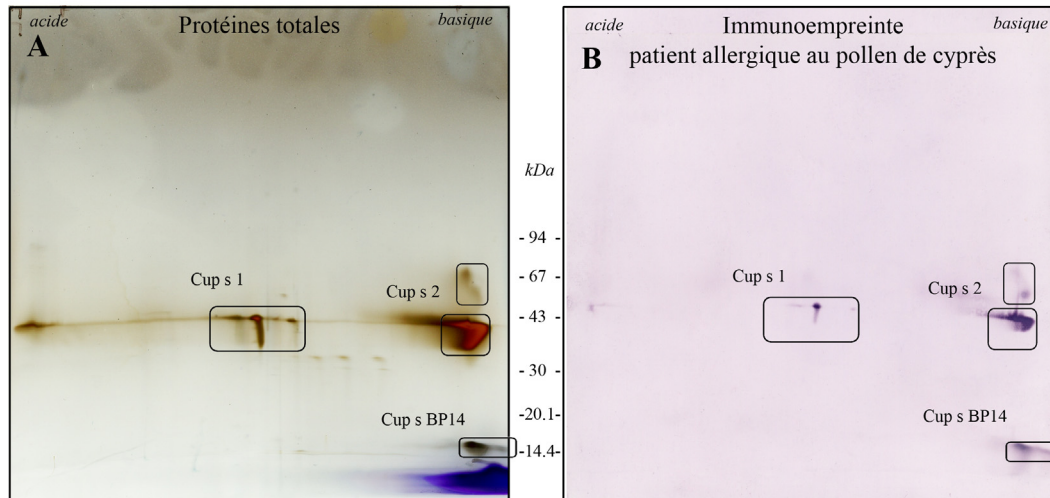 acide
basique
Protéines totales
A
Cup s 1
Cup s 2
Cup s BP14
kDa
- 94 -
- 67 -
- 43 -
- 30 -
-20.1-
-14.4-
acide
basique
Immunoempreinte
B patient allergique au pollen de cyprès
Cup s 1
Cup s 2
Cup s BP14